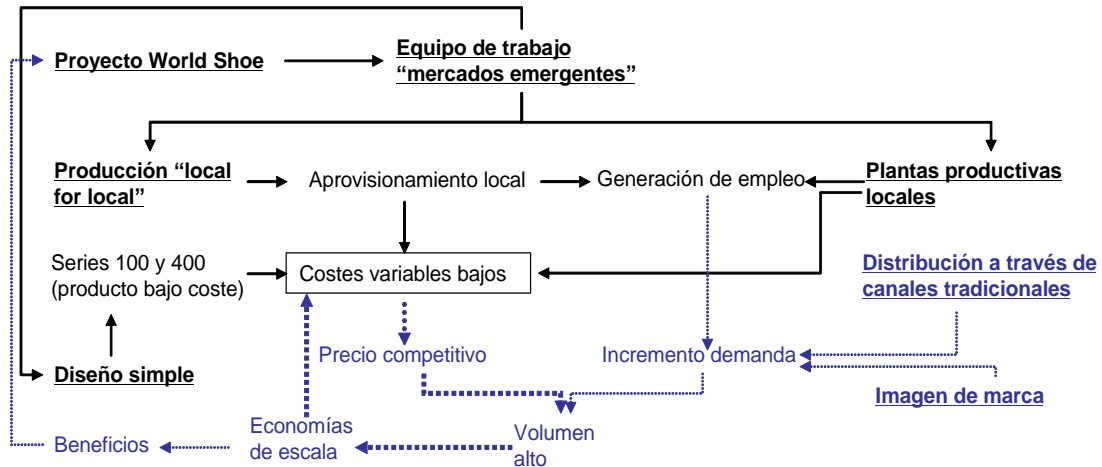 Proyecto World Shoe
Equipo de trabajo
“mercados emergentes”
Producción “local
for local”
Aprovisionamiento local
Generación de empleo
Plantas productivas
locales
Series 100 y 400
(producto bajo coste)
Costes variables bajos
Distribución a través de
canales tradicionales
Precio competitivo
Incremento demanda
Diseño simple
Imagen de marca
Beneficios
Economías
de escala
Volumen
alto